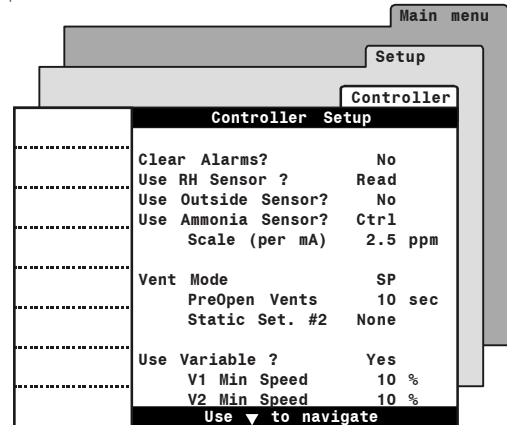 Main menu
Setup
Controller
Controller Setup
Clear Alarms? No
Use RH Sensor ? Read
Use Outside Sensor? No
Use Ammonia Sensor? Ctrl
Scale (per mA) 2.5 ppm
Vent Mode SP
PreOpen Vents 10 sec
Static Set. #2 None
Use Variable ? Yes
V1 Min Speed 10 %
V2 Min Speed 10 %
Use ▼ to navigate